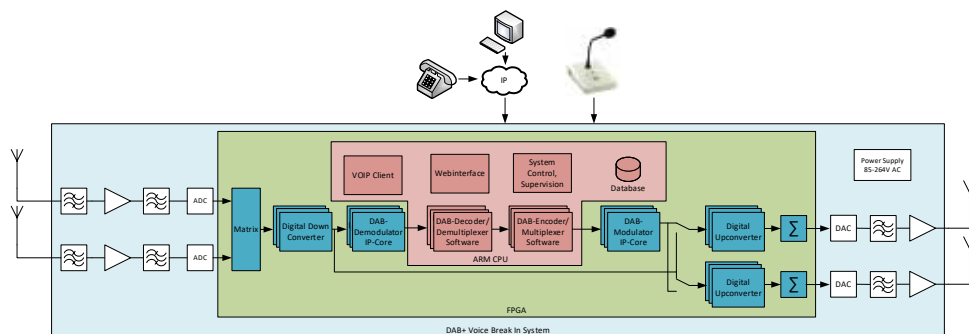 IP
Power Supply
85-264V AC
VOIP Client
Webinterface
System
Control,
Supervision
Database
ADC
Matrix
Digital Down
Converter
DAB-
Demodulator
IP-Core
DAB-Decoder/
Demultiplexer
Software
DAB-Encoder/
Multiplexer
Software
DAB-
Modulator
IP-Core
Digital
Upconverter
Σ
DAC
ADC
ARM CPU
Digital
Upconverter
Σ
DAC
FPGA
DAB+ Voice Break In System